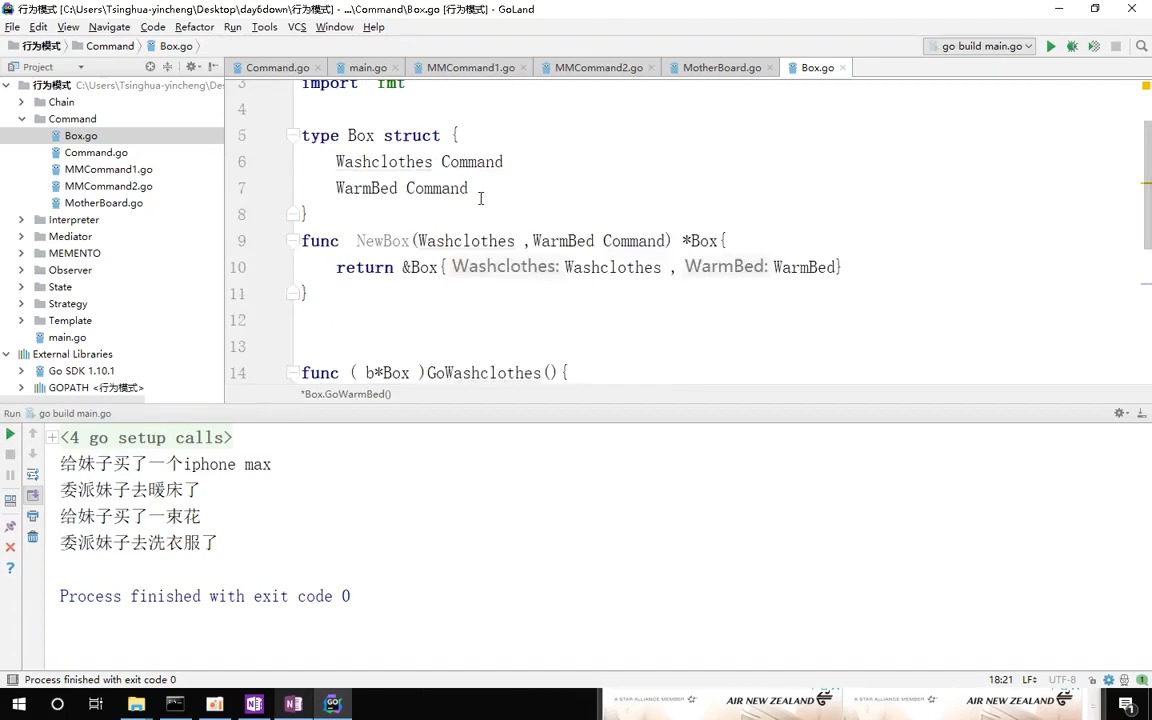 行为模式 [C:\Users\Tsinghua-yincheng\Desktop\day6down\行为模式] - ...\Command\Box.go [行为模式] - GoLand
File Edit View Navigate Code Refactor Run Tools VCS Window Help
行为模式 Command Box.go go build main.go
Project
Command.go main.go MMCommand1.go MMCommand2.go MotherBoard.go Box.go
行为模式 C:\Users\Tsinghua-yincheng\Des
Chain
Command
Box.go
Command.go
MMCommand1.go
MMCommand2.go
MotherBoard.go
Interpreter
Mediator
MEMENTO
Observer
State
Strategy
Template
main.go
External Libraries
Go SDK 1.10.1
GOPATH <行为模式>
3 import "fmt"
4
5 type Box struct {
6 Washclothes Command
7 WarmBed Command
8 }
9 func NewBox(Washclothes ,WarmBed Command) *Box{
10 return &Box{ Washclothes: Washclothes , WarmBed: WarmBed}
11 }
12
13
14 func ( b*Box )GoWashclothes(){
*Box.GoWarmBed()
Run go build main.go
<4 go setup calls>
给妹子买了一个iphone max
委派妹子去暖床了
给妹子买了一束花
委派妹子去洗衣服了
Process finished with exit code 0
Process finished with exit code 0 18:21 LF÷ UTF-8
A STAR ALLIANCE MEMBER AIR NEW ZEALAND A STAR ALLIANCE MEMBER AIR NEW ZEALAND